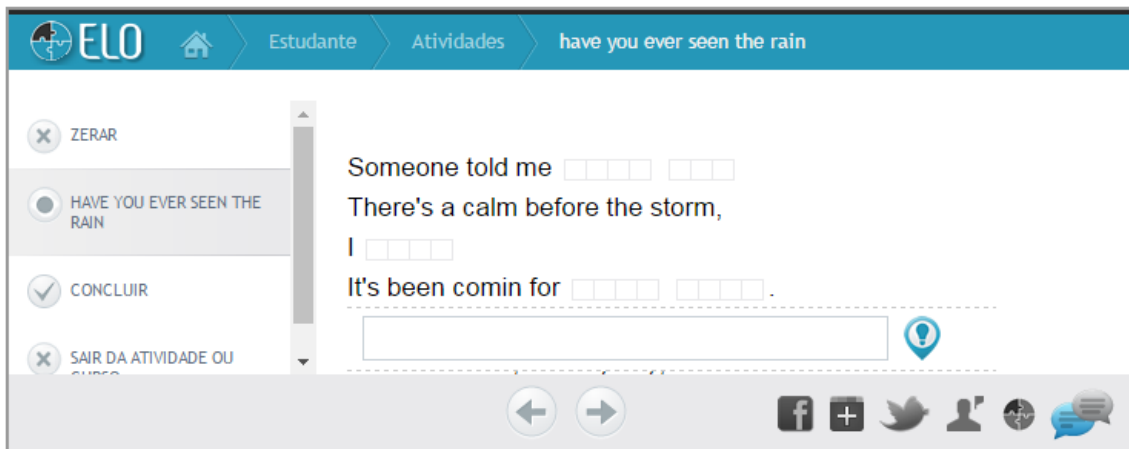 ELO Estudante Atividades have you ever seen the rain
ZERAR
HAVE YOU EVER SEEN THE
RAIN
CONCLUIR
SAIR DA ATIVIDADE OU
Someone told me
There's a calm before the storm,
I
It's been comin for .